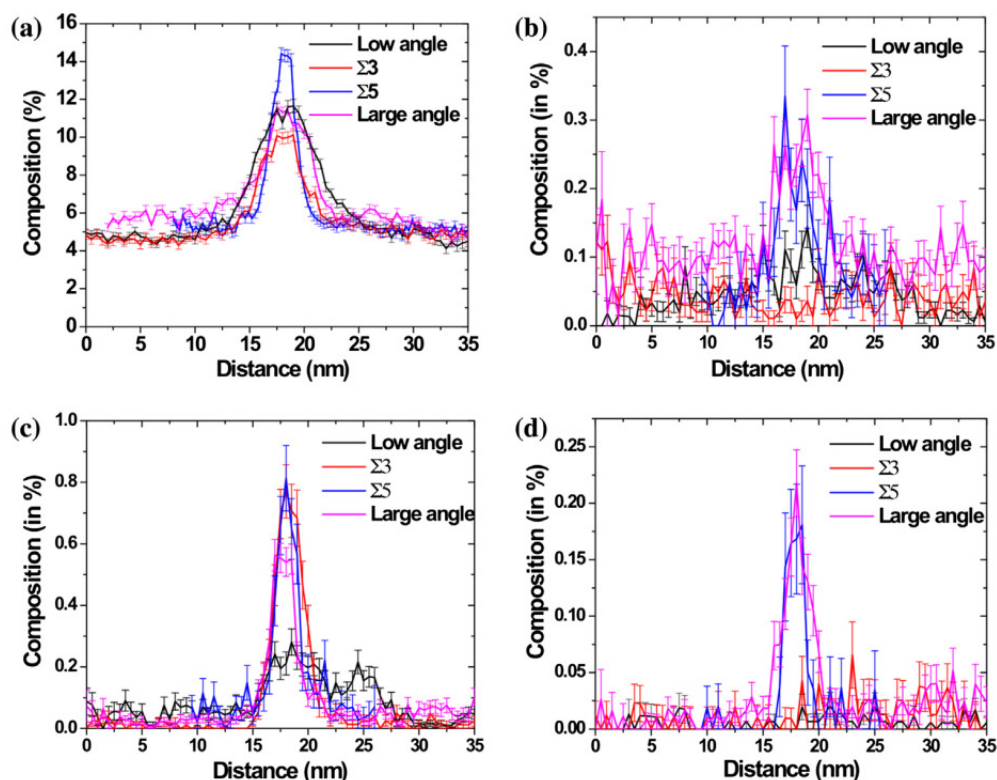 (a)
Low angle
Σ3
Σ5
Large angle
Composition (%)
16
14
12
10
8
6
4
2
0
0 5 10 15 20 25 30 35
Distance (nm)
(b)
Low angle
Σ3
Σ5
Large angle
Composition (in %)
0.4
0.3
0.2
0.1
0.0
0 5 10 15 20 25 30 35
Distance (nm)
(c)
Low angle
Σ3
Σ5
Large angle
Composition (in %)
1.0
0.8
0.6
0.4
0.2
0.0
0 5 10 15 20 25 30 35
Distance (nm)
(d)
Low angle
Σ3
Σ5
Large angle
Composition (in %)
0.25
0.20
0.15
0.10
0.05
0.00
0 5 10 15 20 25 30 35
Distance (nm)